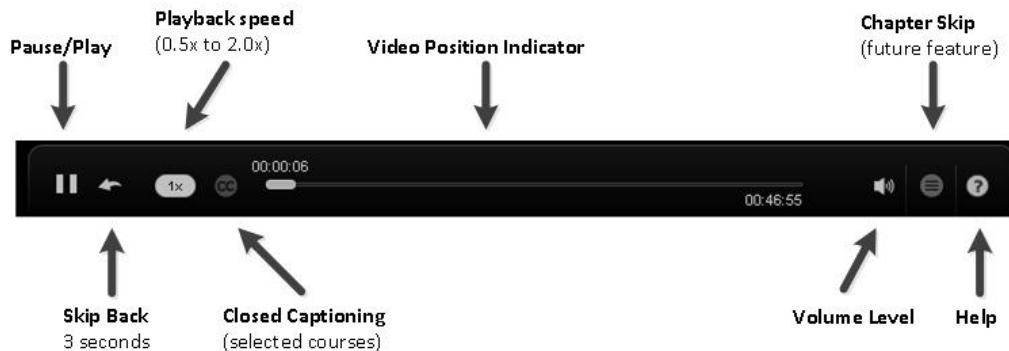 Playback speed
(0.5x to 2.0x)
Chapter Skip
(future feature)
Pause/Play
Video Position Indicator
00:00:06
1x
CC
?
00:46:55
Skip Back
3 seconds
Closed Captioning
(selected courses)
Volume Level
Help